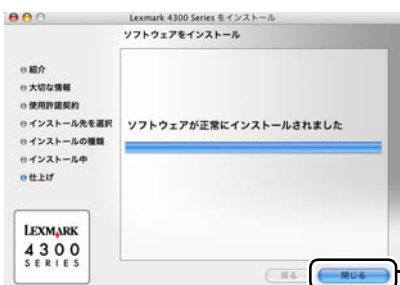 Lexmark 4300 Series をインストール
ソフトウェアをインストール
紹介
大切な情報
使用許諾契約
インストール先を選択
インストールの種類
インストール中
仕上げ
ソフトウェアが正常にインストールされました
LEXMARK
4300
SERIES
戻る
閉じる